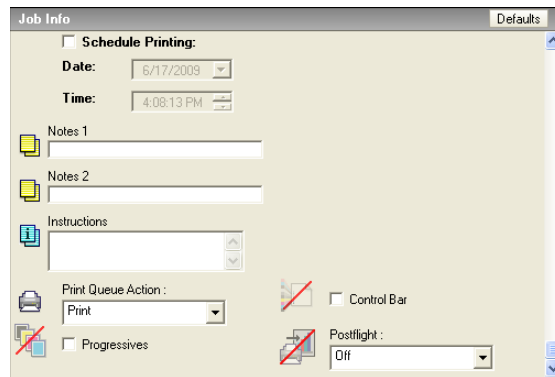 Job Info
Defaults
Schedule Printing:
Date: 6/17/2009
Time: 4:08:13 PM
Notes 1
Notes 2
Instructions
Print Queue Action :
Print
Control Bar
Progressives
Postflight :
Off